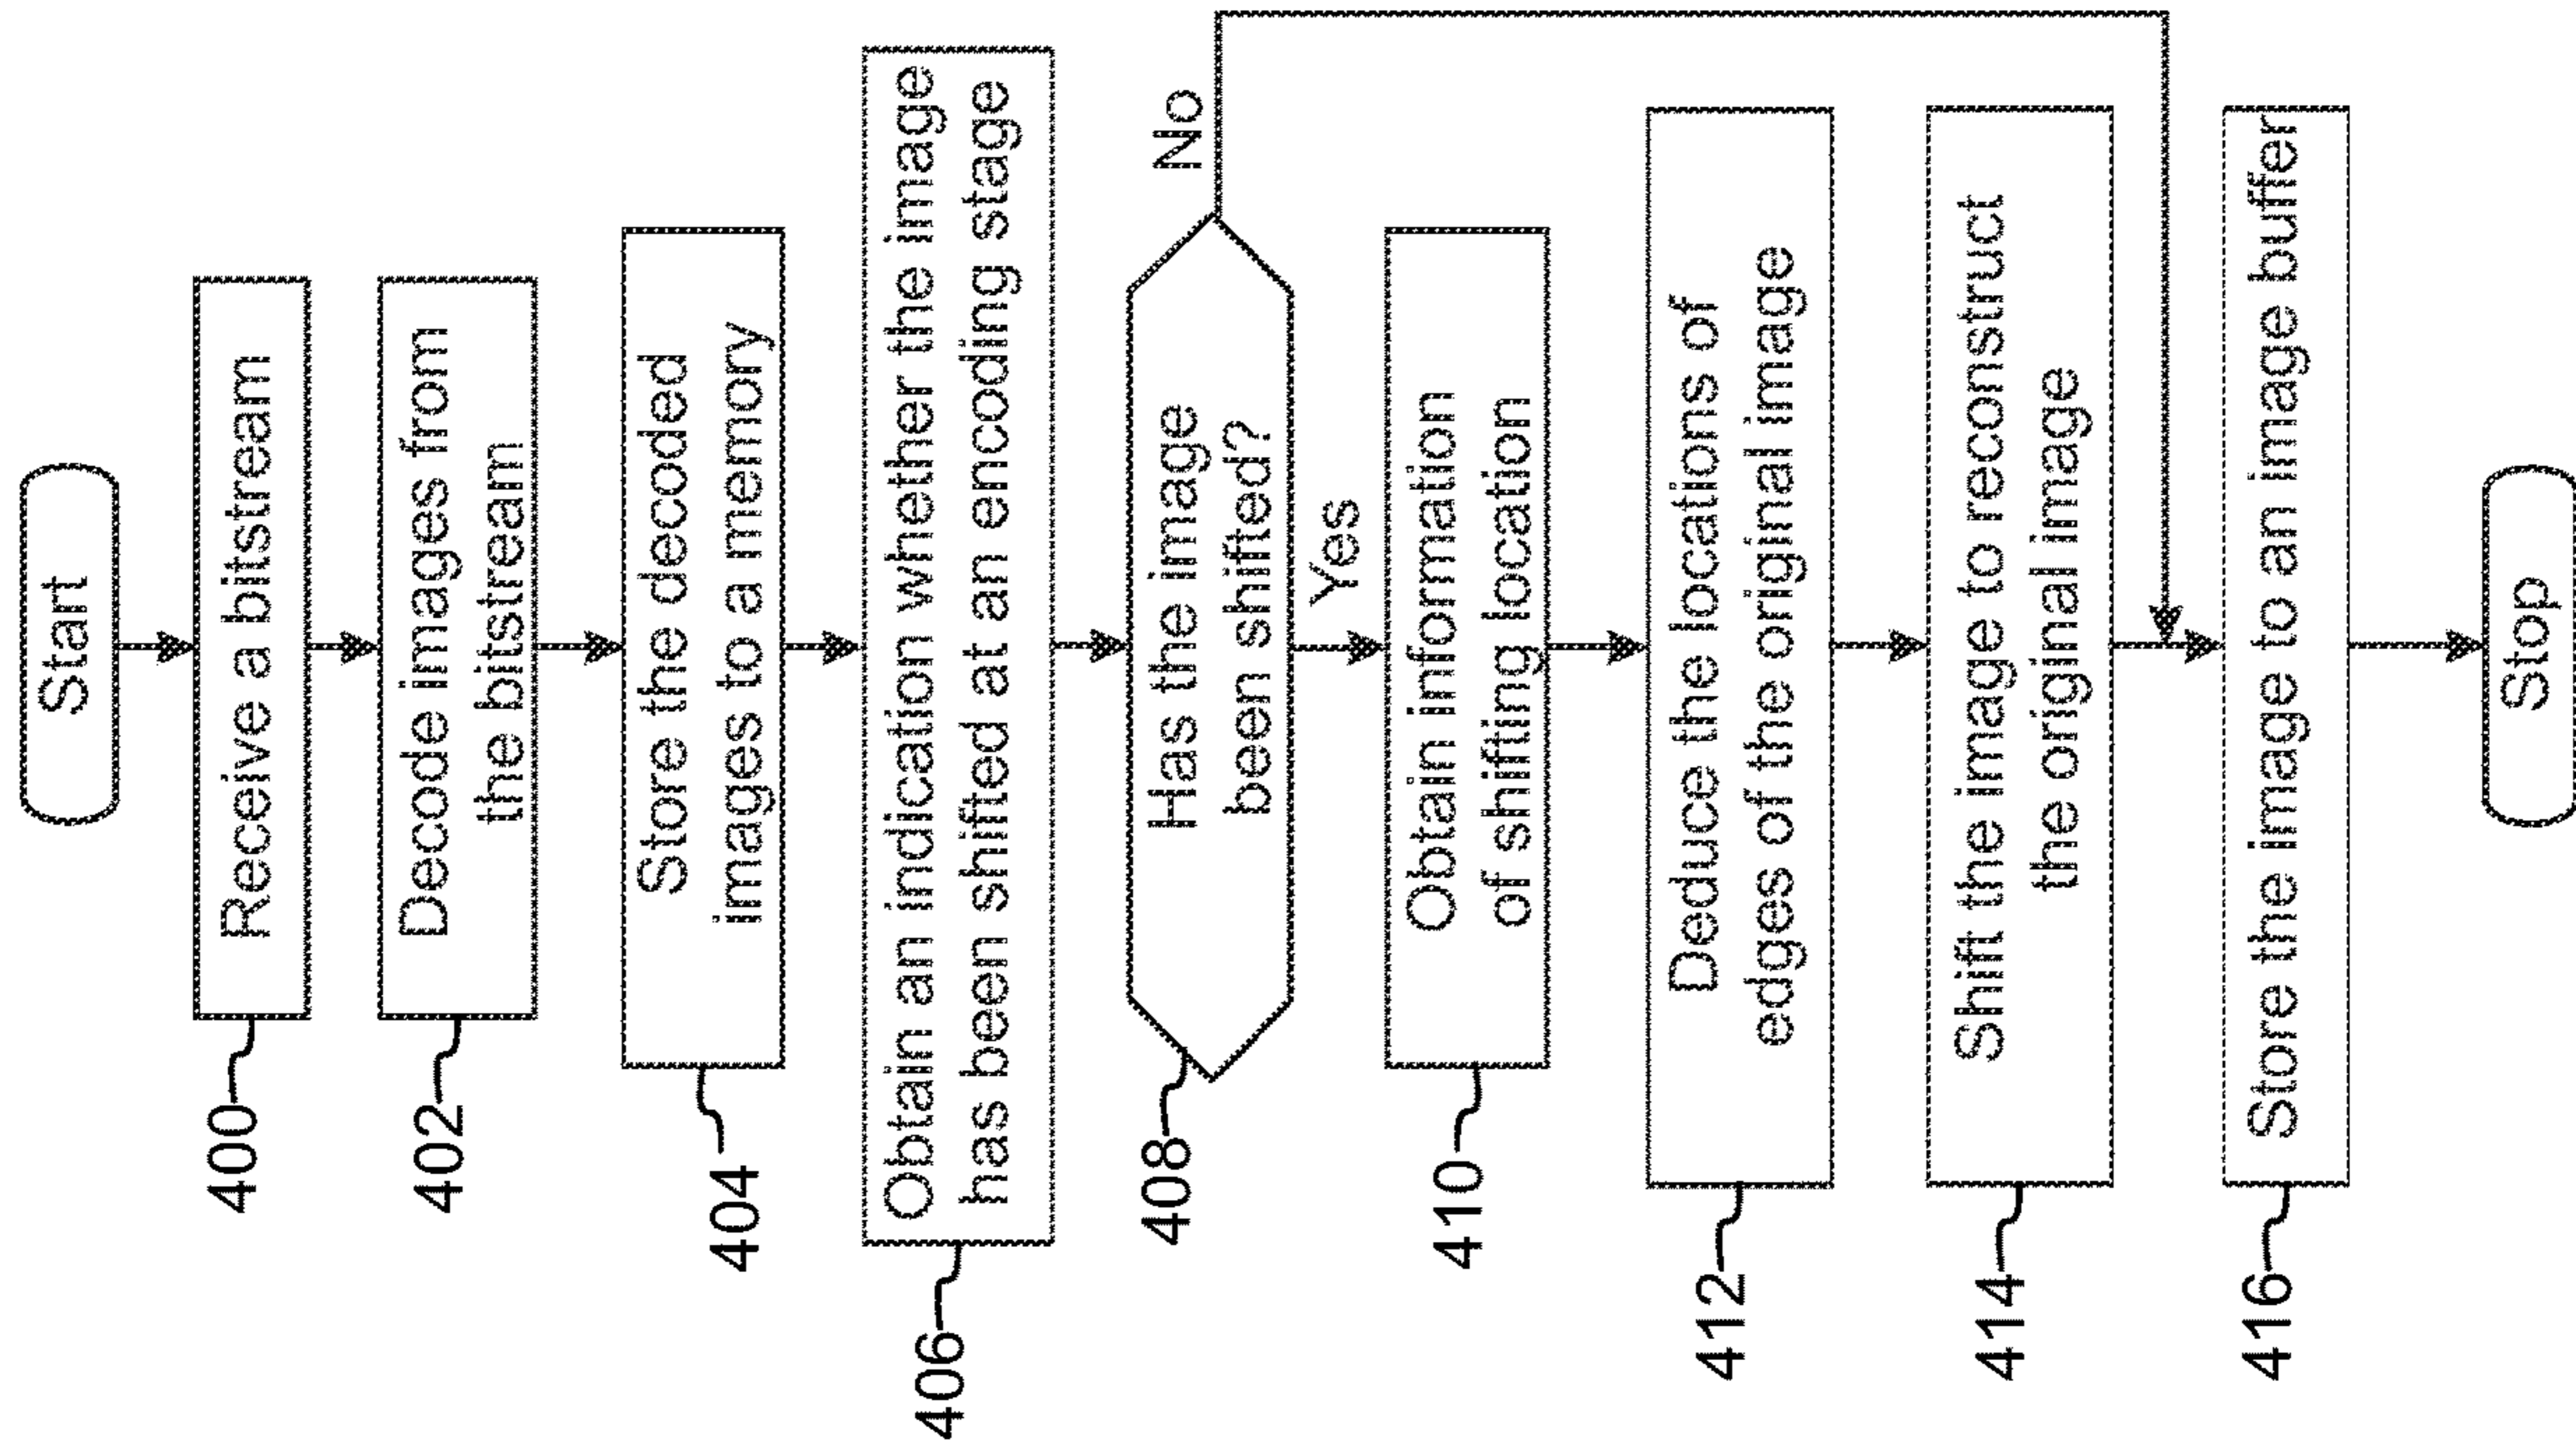 Start
400
Receive a bitstream
402
Decode images from
the bitstream
404
Store the decoded
images to a memory
406
Obtain an indication whether the image
has been shifted at an encoding stage
408
Has the image
been shifted?
No
Yes
410
Obtain information
of shifting location
412
Deduce the locations of
edges of the original image
414
Shift the image to reconstruct
the original image
416
Store the image to an image buffer
Stop